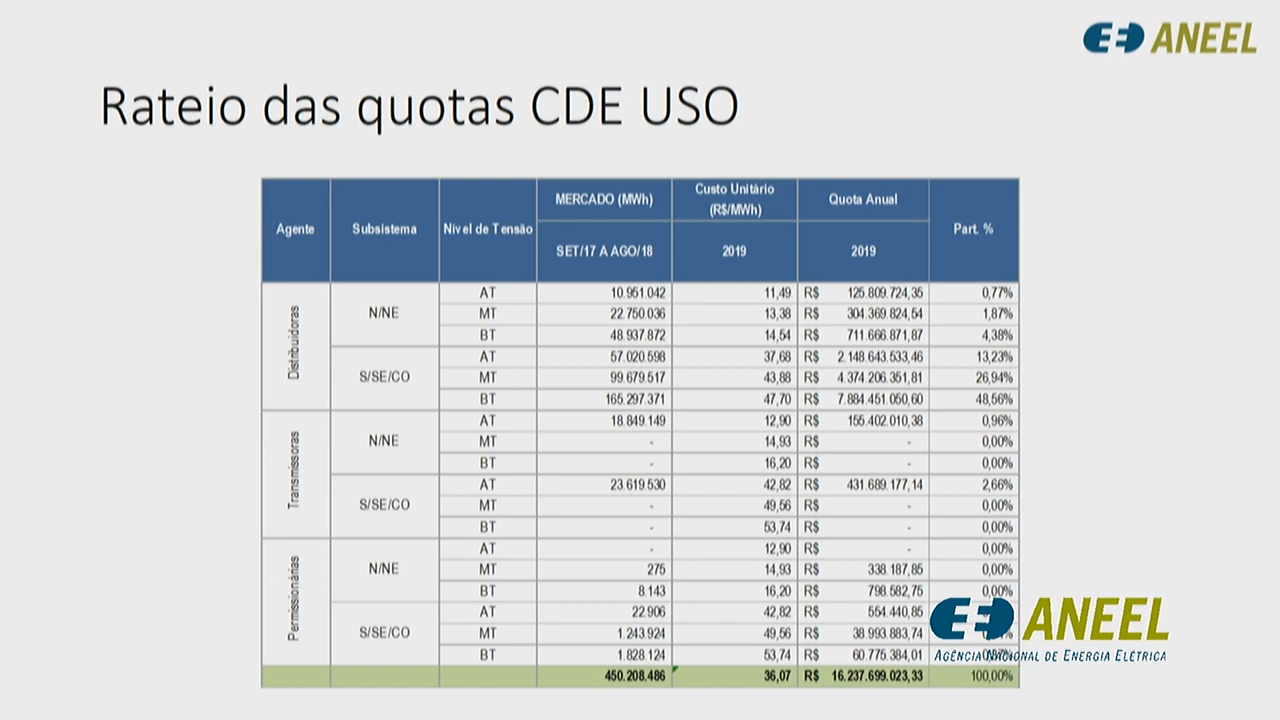 ANEEL
Rateio das quotas CDE USO
Agente Subsistema Nível de Tensão MERCADO (MWh) Custo Unitário (R$/MWh) Quota Anual Part. %
SET/17 A AGO/18 2019 2019
Distribuidoras N/NE AT 10.951.042 11,49 R$ 125.809.724,35 0,77%
MT 22.750.036 13,38 R$ 304.369.824,54 1,87%
BT 48.937.872 14,54 R$ 711.666.871,87 4,38%
S/SE/CO AT 57.020.598 37,68 R$ 2.148.643.533,46 13,23%
MT 99.679.517 43,88 R$ 4.374.206.351,81 26,94%
BT 165.297.371 47,70 R$ 7.884.451.050,60 48,56%
Transmissoras N/NE AT 18.849.149 12,90 R$ 155.402.010,38 0,96%
MT - 14,93 R$ - 0,00%
BT - 16,20 R$ - 0,00%
S/SE/CO AT 23.619.530 42,82 R$ 431.689.177,14 2,66%
MT - 49,56 R$ - 0,00%
BT - 53,74 R$ - 0,00%
Permissionárias N/NE AT - 12,90 R$ - 0,00%
MT 275 14,93 R$ 338.187,85 0,00%
BT 8.143 16,20 R$ 798.582,75 0,00%
S/SE/CO AT 22.906 42,82 R$ 554.440,85
MT 1.243.924 49,56 R$ 38.993.883,74
BT 1.828.124 53,74 R$ 60.775.384,01
450.208.486 36,07 R$ 16.237.699.023,33 100,00%
ANEEL
AGÊNCIA NACIONAL DE ENERGIA ELÉTRICA